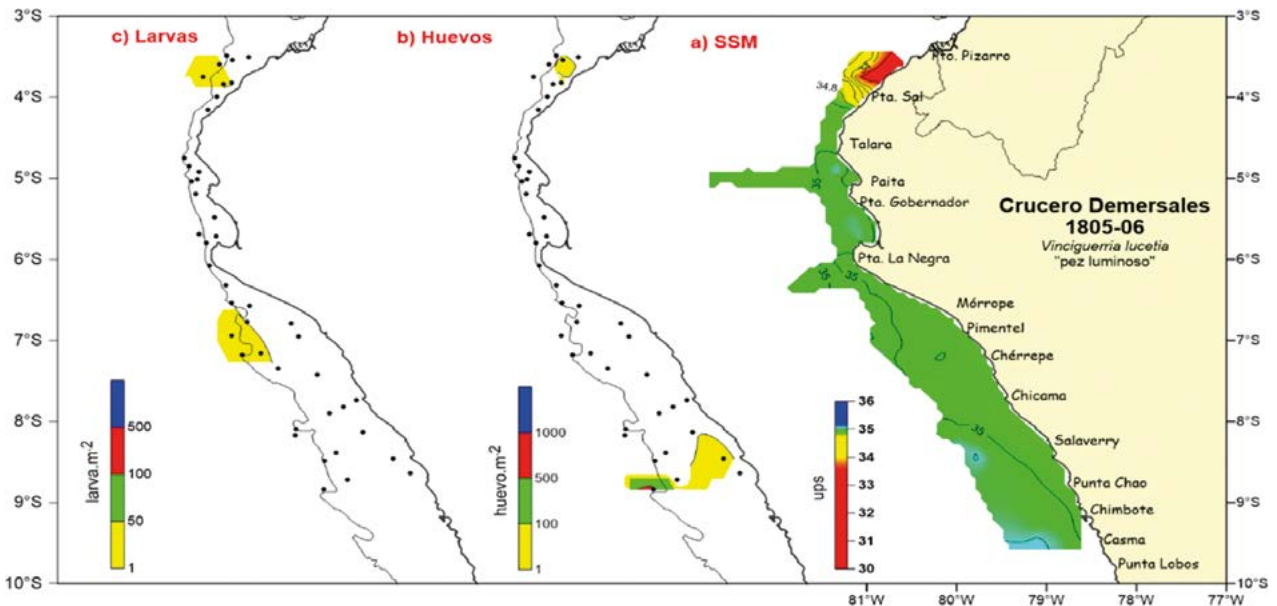 3°S
3°S
c) Larvas
b) Huevos
a) SSM
Pto. Pizarro
34.8
Pta. Sal
4°S
4°S
Talara
5°S
35
Paita
5°S
Pta. Gobernador
Crucero Demersales
1805-06
Vinciguerria lucetia
"pez luminoso"
6°S
Pta. La Negra
6°S
35
35
Mórrope
7°S
Pimentel
7°S
Chérrepe
Chicama
8°S
8°S
larva.m-2
500
100
50
1
huevo.m-2
1000
500
100
1
ups
36
35
34
33
32
31
30
35
Salaverry
Punta Chao
9°S
9°S
Chimbote
Casma
Punta Lobos
10°S
10°S
81°W
80°W
79°W
78°W
77°W